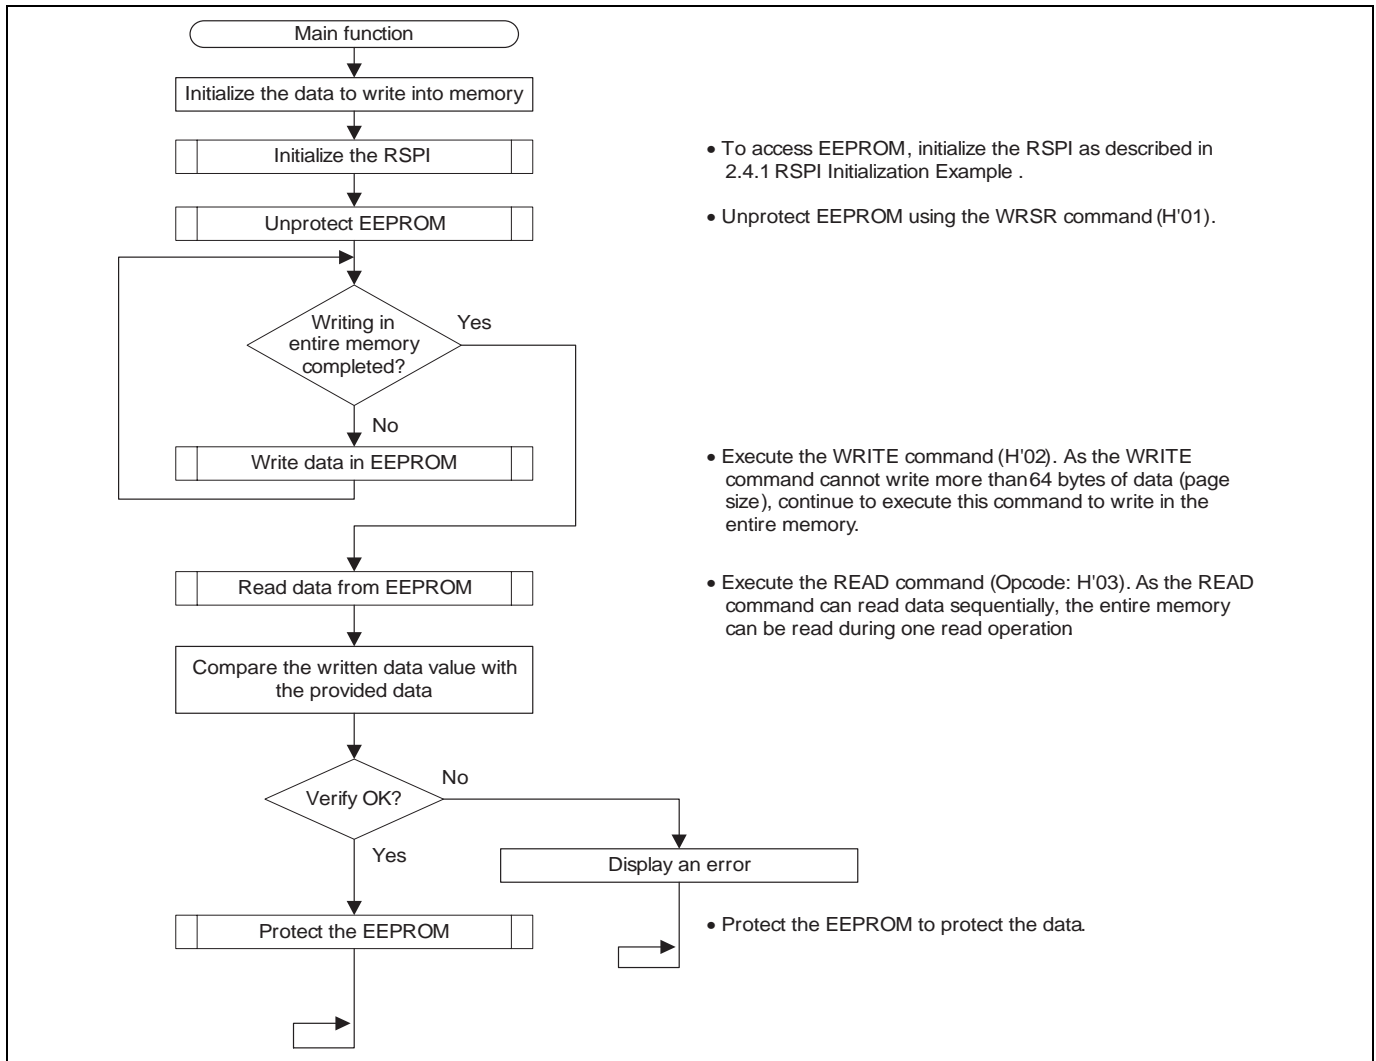 Main function
Initialize the data to write into memory
Initialize the RSPI
• To access EEPROM, initialize the RSPI as described in
2.4.1 RSPI Initialization Example .
Unprotect EEPROM
• Unprotect EEPROM using the WRSR command (H'01).
Writing in
entire memory
completed?
Yes
No
Write data in EEPROM
• Execute the WRITE command (H'02). As the WRITE
command cannot write more than 64 bytes of data (page
size), continue to execute this command to write in the
entire memory.
Read data from EEPROM
• Execute the READ command (Opcode: H'03). As the READ
command can read data sequentially, the entire memory
can be read during one read operation.
Compare the written data value with
the provided data
Verify OK?
No
Yes
Display an error
Protect the EEPROM
• Protect the EEPROM to protect the data.